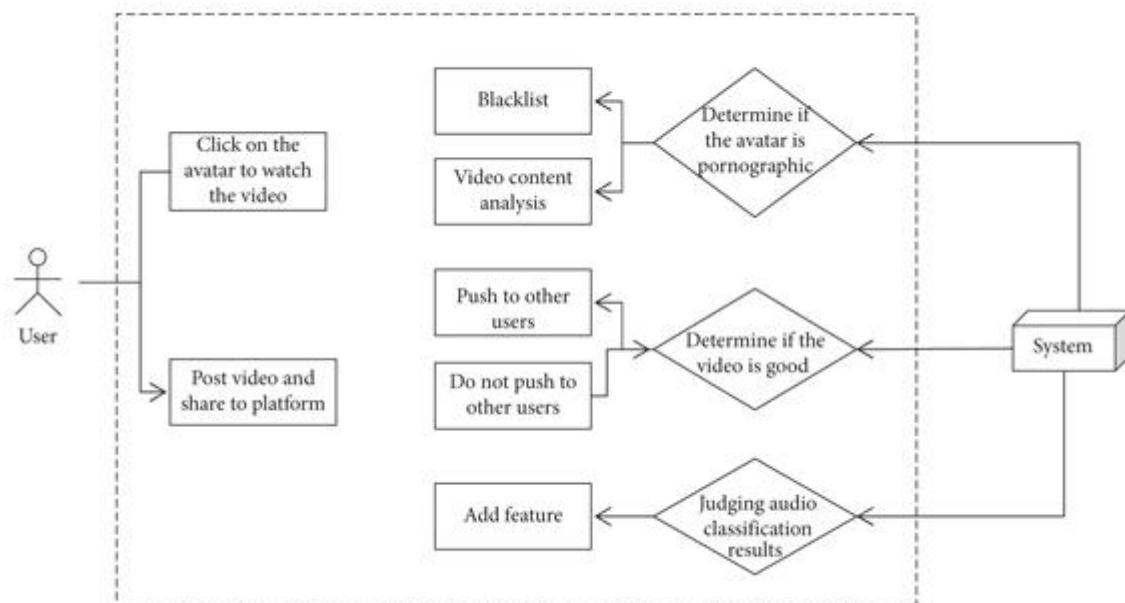 Click on the
avatar to watch
the video
User
Post video and
share to platform
Blacklist
Video content
analysis
Determine if
the avatar is
pornographic
Push to other
users
Do not push to
other users
Determine if the
video is good
System
Add feature
Judging audio
classification
results